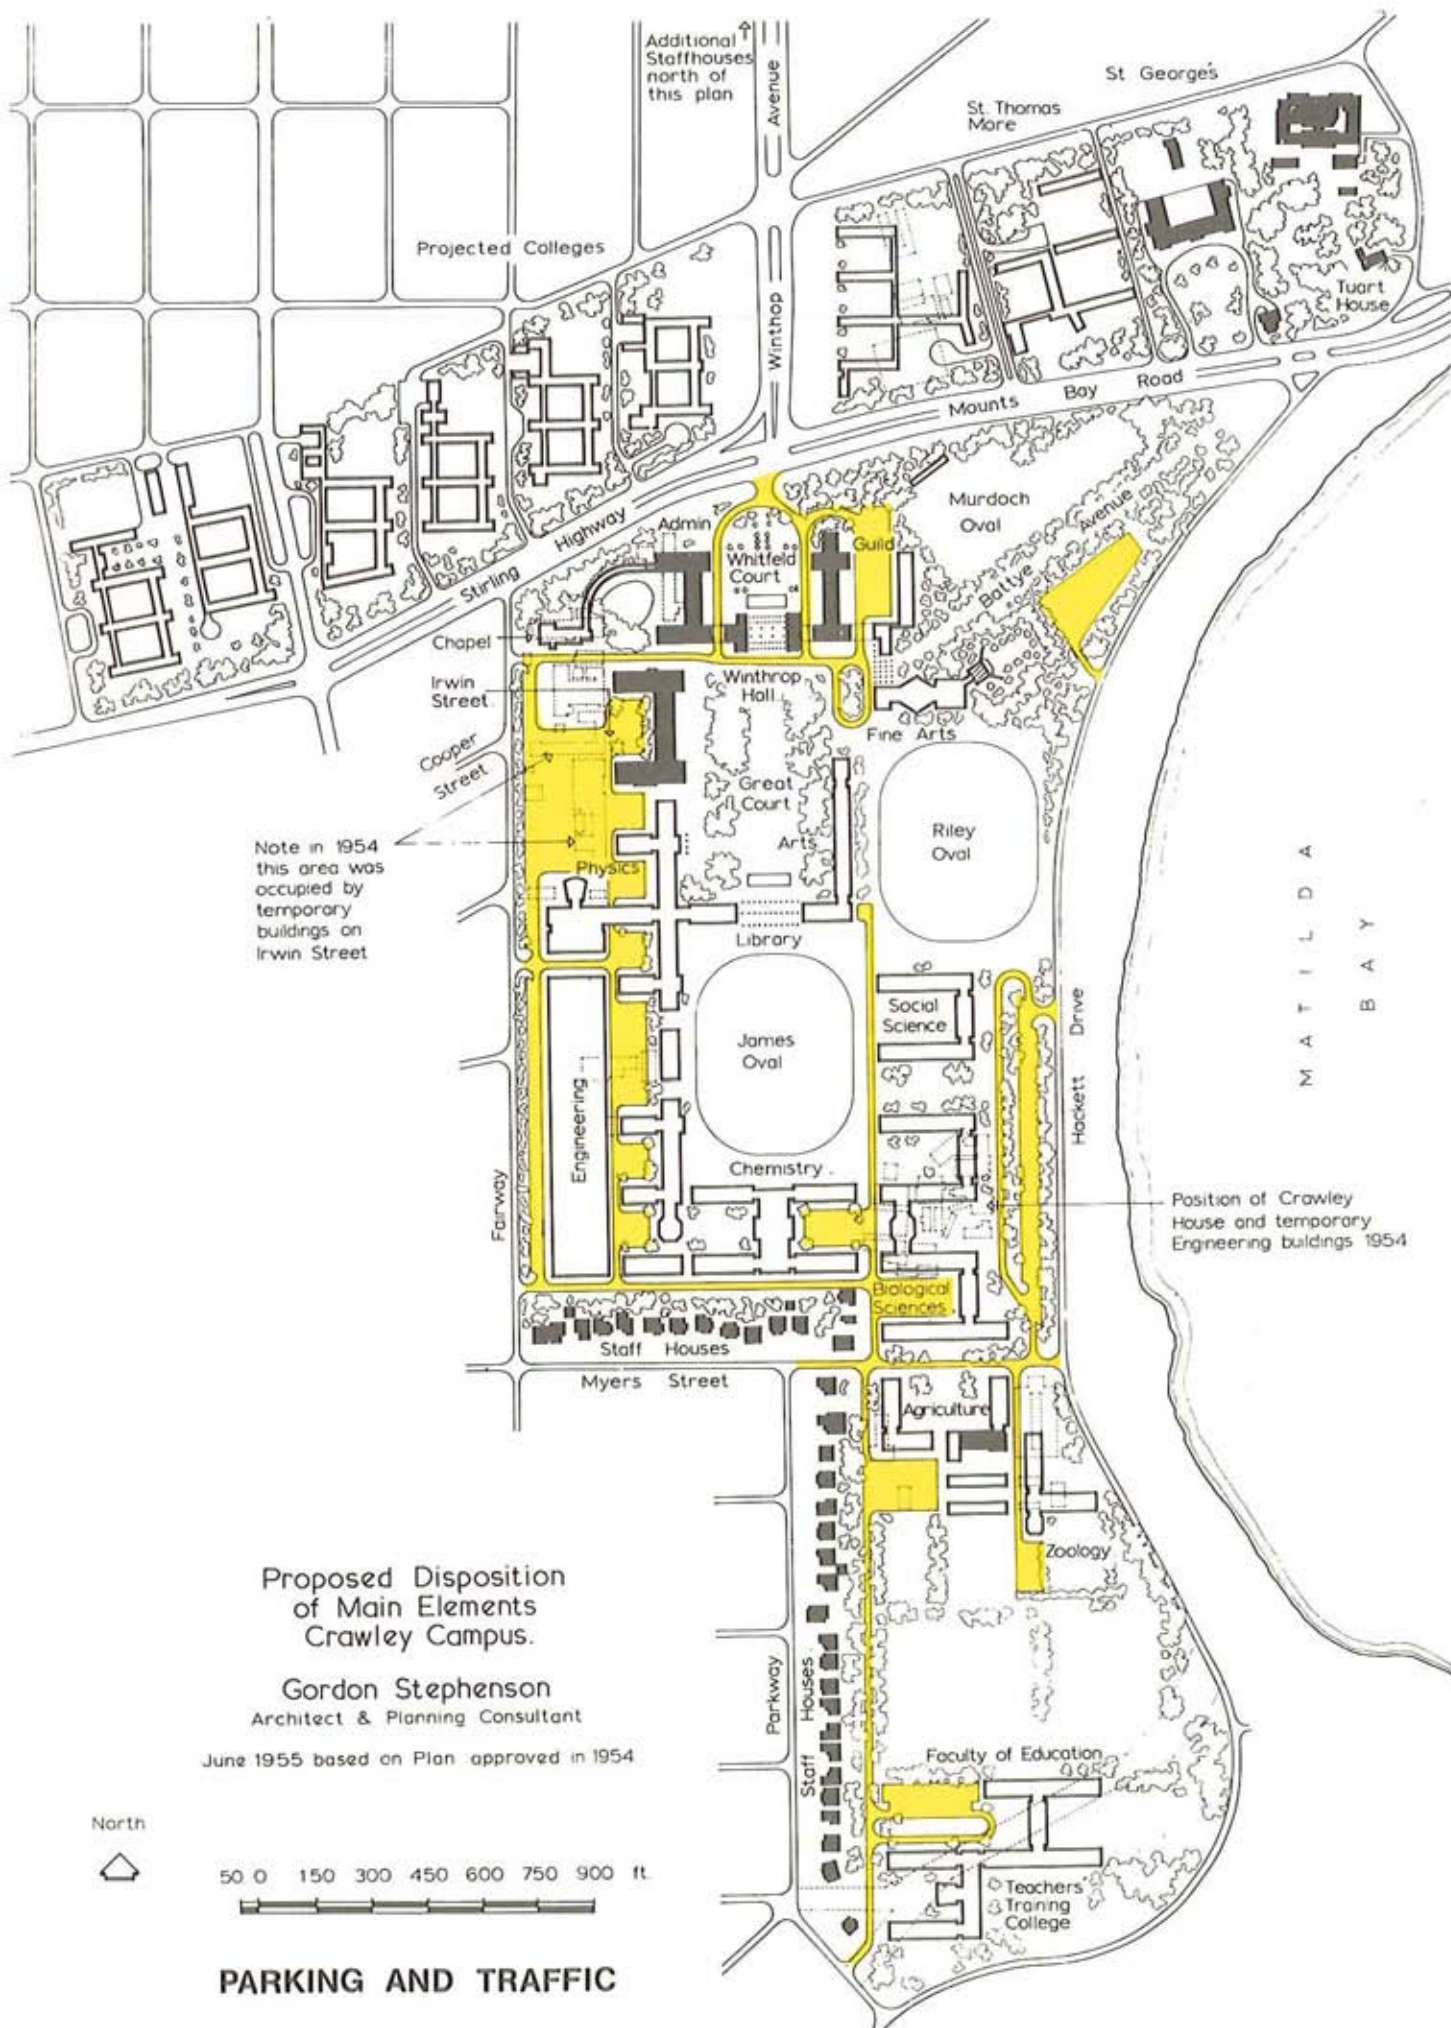 Additional
Staffhouses
north of
this plan
Avenue
St George's
St. Thomas
More
Projected Colleges
Winthop
Tuart
House
Mounts Bay Road
Murdoch
Oval
Battye Avenue
Stirling Highway
Admin
Guild
Whitfeld
Court
Chapel
Irwin
Street
Winthrop
Hall
Fine Arts
Cooper
Street
Great
Court
Arts
Riley
Oval
Note in 1954
this area was
occupied by
temporary
buildings on
Irwin Street
Physics
Library
MATILDA
BAY
Social
Science
James
Oval
Hackett Drive
Engineering
Fairway
Chemistry
Position of Crawley
House and temporary
Engineering buildings 1954
Biological
Sciences
Staff Houses
Myers Street
Agriculture
Zoology
Proposed Disposition
of Main Elements
Crawley Campus.
Gordon Stephenson
Architect & Planning Consultant
June 1955 based on Plan approved in 1954
Parkway
Staff Houses
Faculty of Education
Teachers'
Training
College
North
50 0 150 300 450 600 750 900 ft.
PARKING AND TRAFFIC